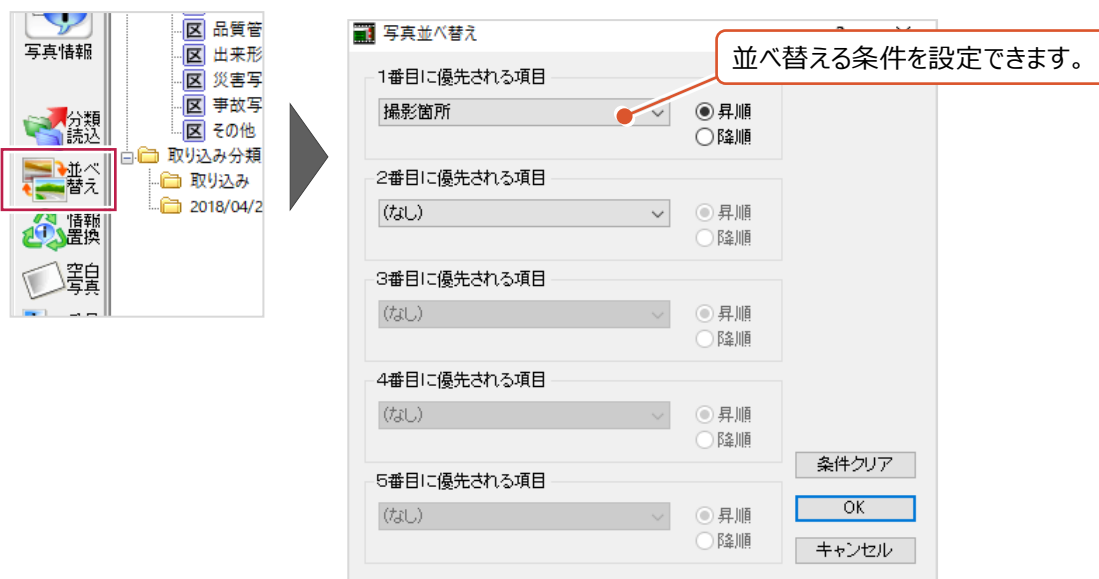 写真情報
分類
読込
並べ
替え
情報
置換
空白
写真
区 品質管
区 出来形
区 災害写
区 事故写
区 その他
取り込み分類
取り込み
2018/04/2
写真並べ替え
並べ替える条件を設定できます。
1番目に優先される項目
撮影箇所
昇順
降順
2番目に優先される項目
(なし)
昇順
降順
3番目に優先される項目
(なし)
昇順
降順
4番目に優先される項目
(なし)
昇順
降順
5番目に優先される項目
(なし)
昇順
降順
条件クリア
OK
キャンセル